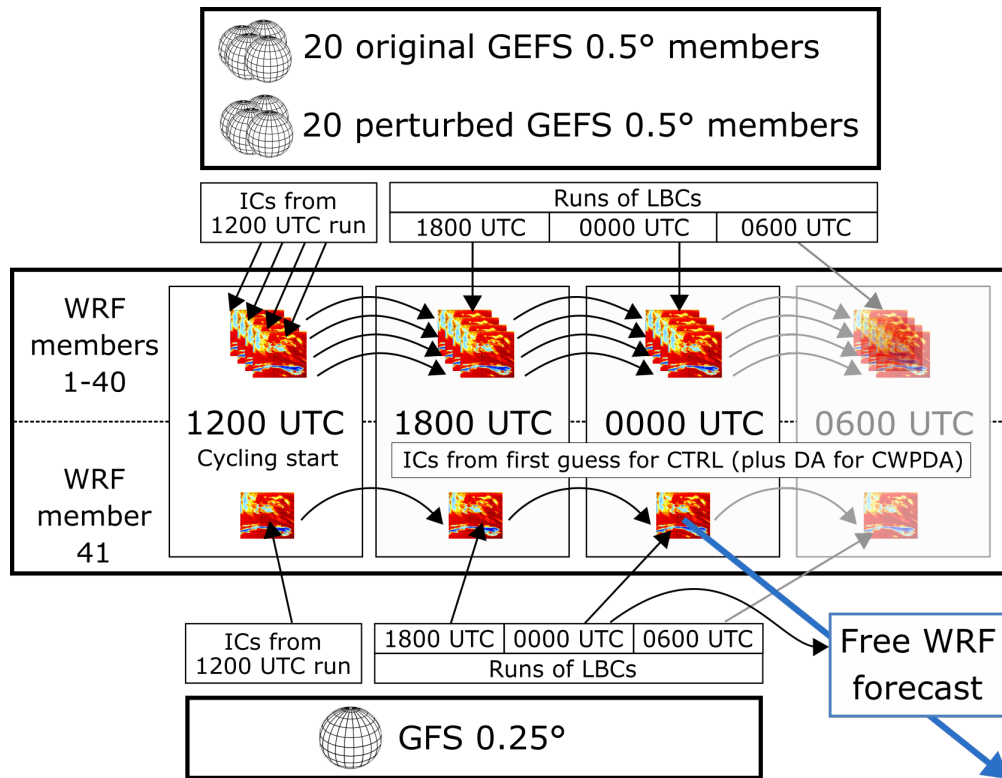 20 original GEFS 0.5° members
20 perturbed GEFS 0.5° members
ICs from
1200 UTC run
Runs of LBCs
1800 UTC
0000 UTC
0600 UTC
WRF
members
1-40
1200 UTC
1800 UTC
0000 UTC
0600 UTC
Cycling start
ICs from first guess for CTRL (plus DA for CWPDA)
WRF
member
41
ICs from
1200 UTC run
1800 UTC
0000 UTC
0600 UTC
Runs of LBCs
Free WRF
forecast
GFS 0.25°